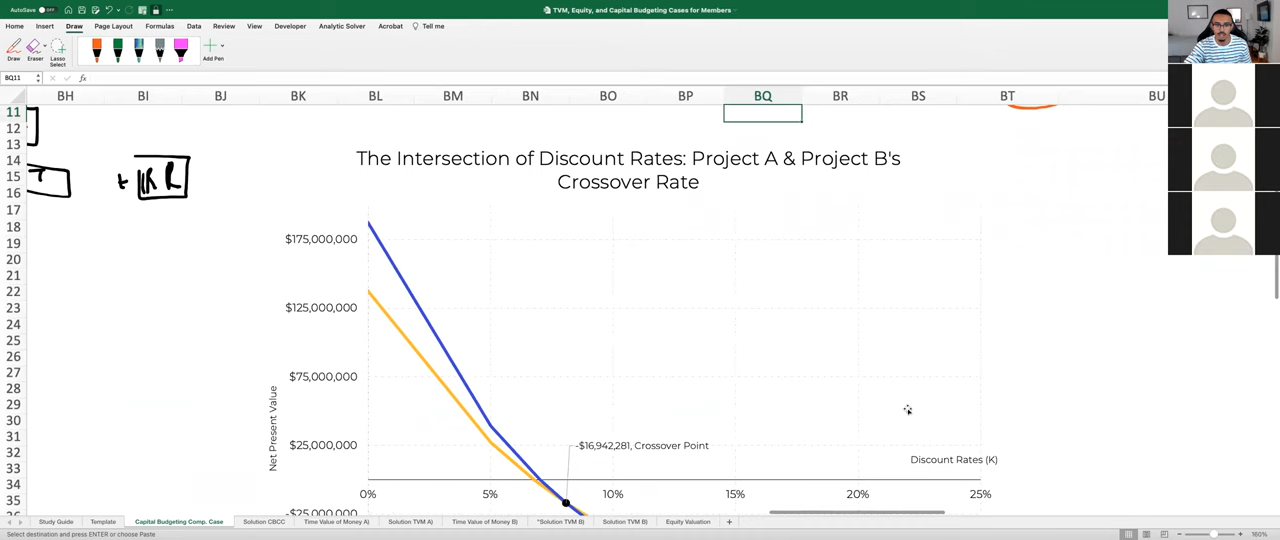 AutoSave OFF
TVM, Equity, and Capital Budgeting Cases for Members
Home Insert Draw Page Layout Formulas Data Review View Developer Analytic Solver Acrobat Tell me
Draw Eraser Lasso Select Add Pen
BQ11 fx
BH BI BJ BK BL BM BN BO BP BQ BR BS BT BU
11
12
13
14
15
16
17
18
19
20
21
22
23
24
25
26
27
28
29
30
31
32
33
34
35
36
+ IRR
The Intersection of Discount Rates: Project A & Project B's
Crossover Rate
$175,000,000
$125,000,000
$75,000,000
$25,000,000
-$25,000,000
Net Present Value
-$16,942,281, Crossover Point
Discount Rates (K)
0% 5% 10% 15% 20% 25%
Study Guide Template Capital Budgeting Comp. Case Solution CBCC Time Value of Money A) Solution TVM A) Time Value of Money B) *Solution TVM B) Solution TVM B) Equity Valuation +
Select destination and press ENTER or choose Paste
160%